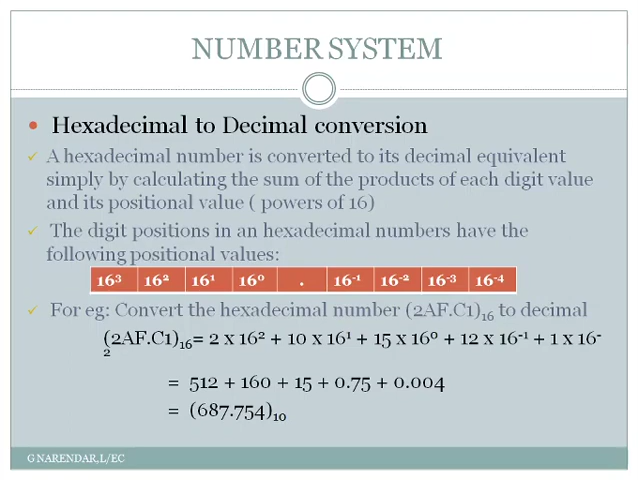 NUMBER SYSTEM
• Hexadecimal to Decimal conversion
✓ A hexadecimal number is converted to its decimal equivalent
simply by calculating the sum of the products of each digit value
and its positional value ( powers of 16)
✓ The digit positions in an hexadecimal numbers have the
following positional values:
16³ 16² 16¹ 16⁰ . 16⁻¹ 16⁻² 16⁻³ 16⁻⁴
✓ For eg: Convert the hexadecimal number (2AF.C1)₁₆ to decimal
(2AF.C1)₁₆= 2 x 16² + 10 x 16¹ + 15 x 16⁰ + 12 x 16⁻¹ + 1 x 16⁻
²
= 512 + 160 + 15 + 0.75 + 0.004
= (687.754)₁₀
G NARENDAR,L/EC